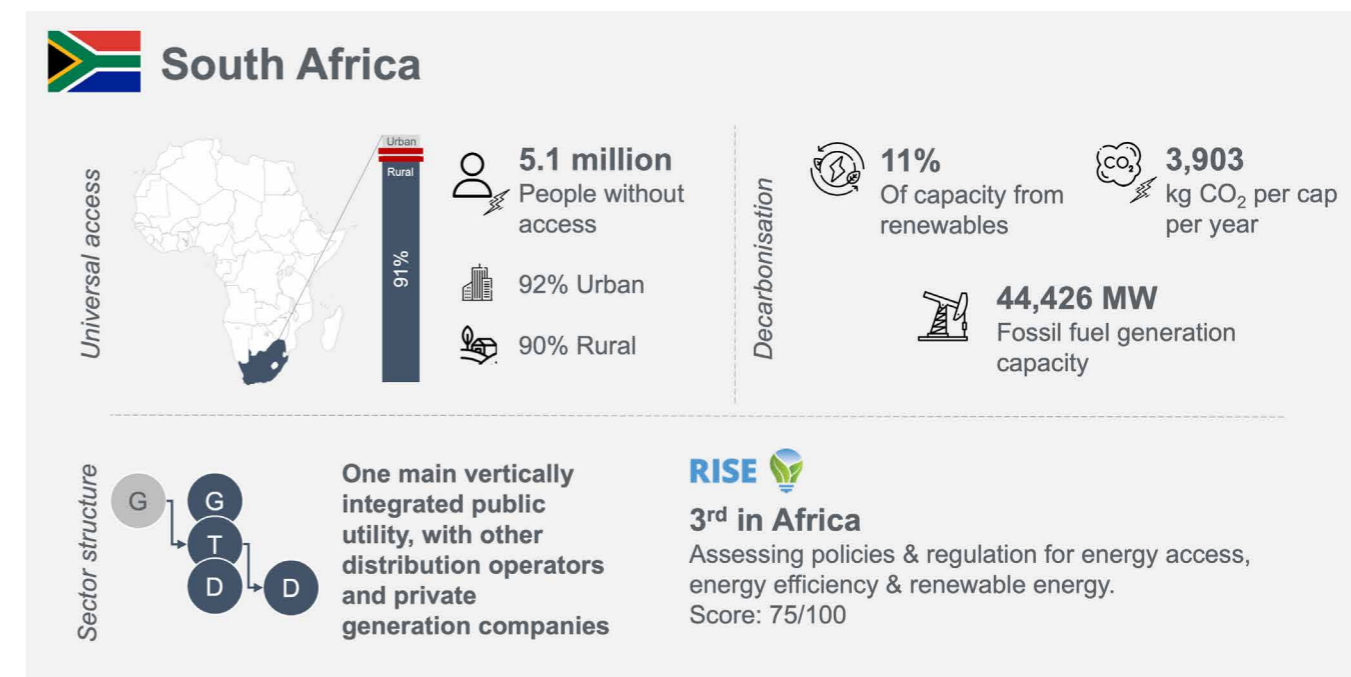 South Africa
Universal access
Urban
Rural
91%
5.1 million
People without
access
92% Urban
90% Rural
Decarbonisation
11%
Of capacity from
renewables
CO2
3,903
kg CO₂ per cap
per year
44,426 MW
Fossil fuel generation
capacity
Sector structure
G
G
T
D
D
One main vertically
integrated public
utility, with other
distribution operators
and private
generation companies
RISE
3rd in Africa
Assessing policies & regulation for energy access,
energy efficiency & renewable energy.
Score: 75/100